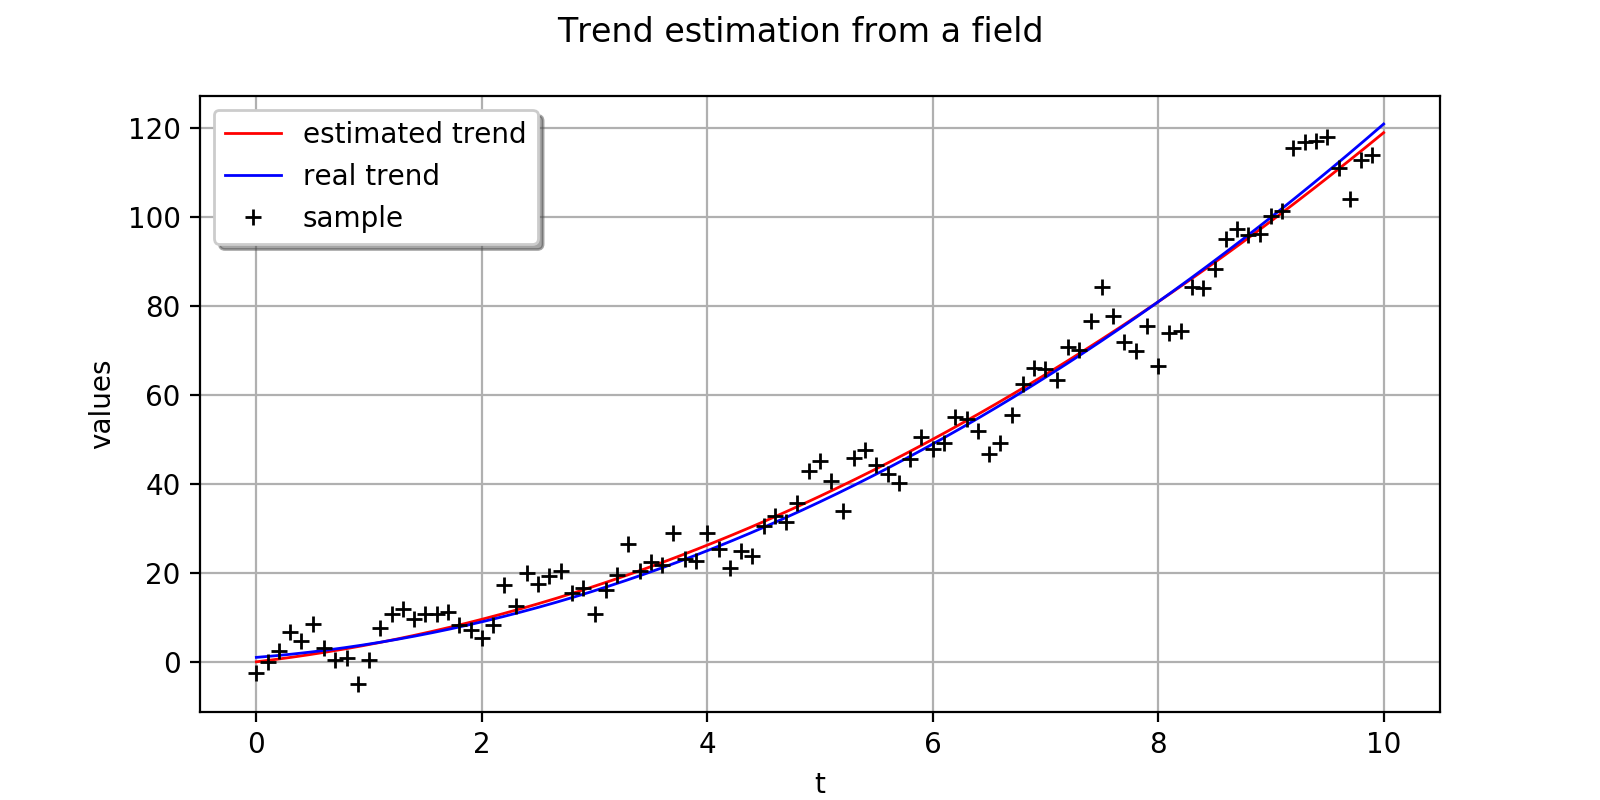 Trend estimation from a field
estimated trend
real trend
sample
values
120
100
80
60
40
20
0
0 2 4 6 8 10
t